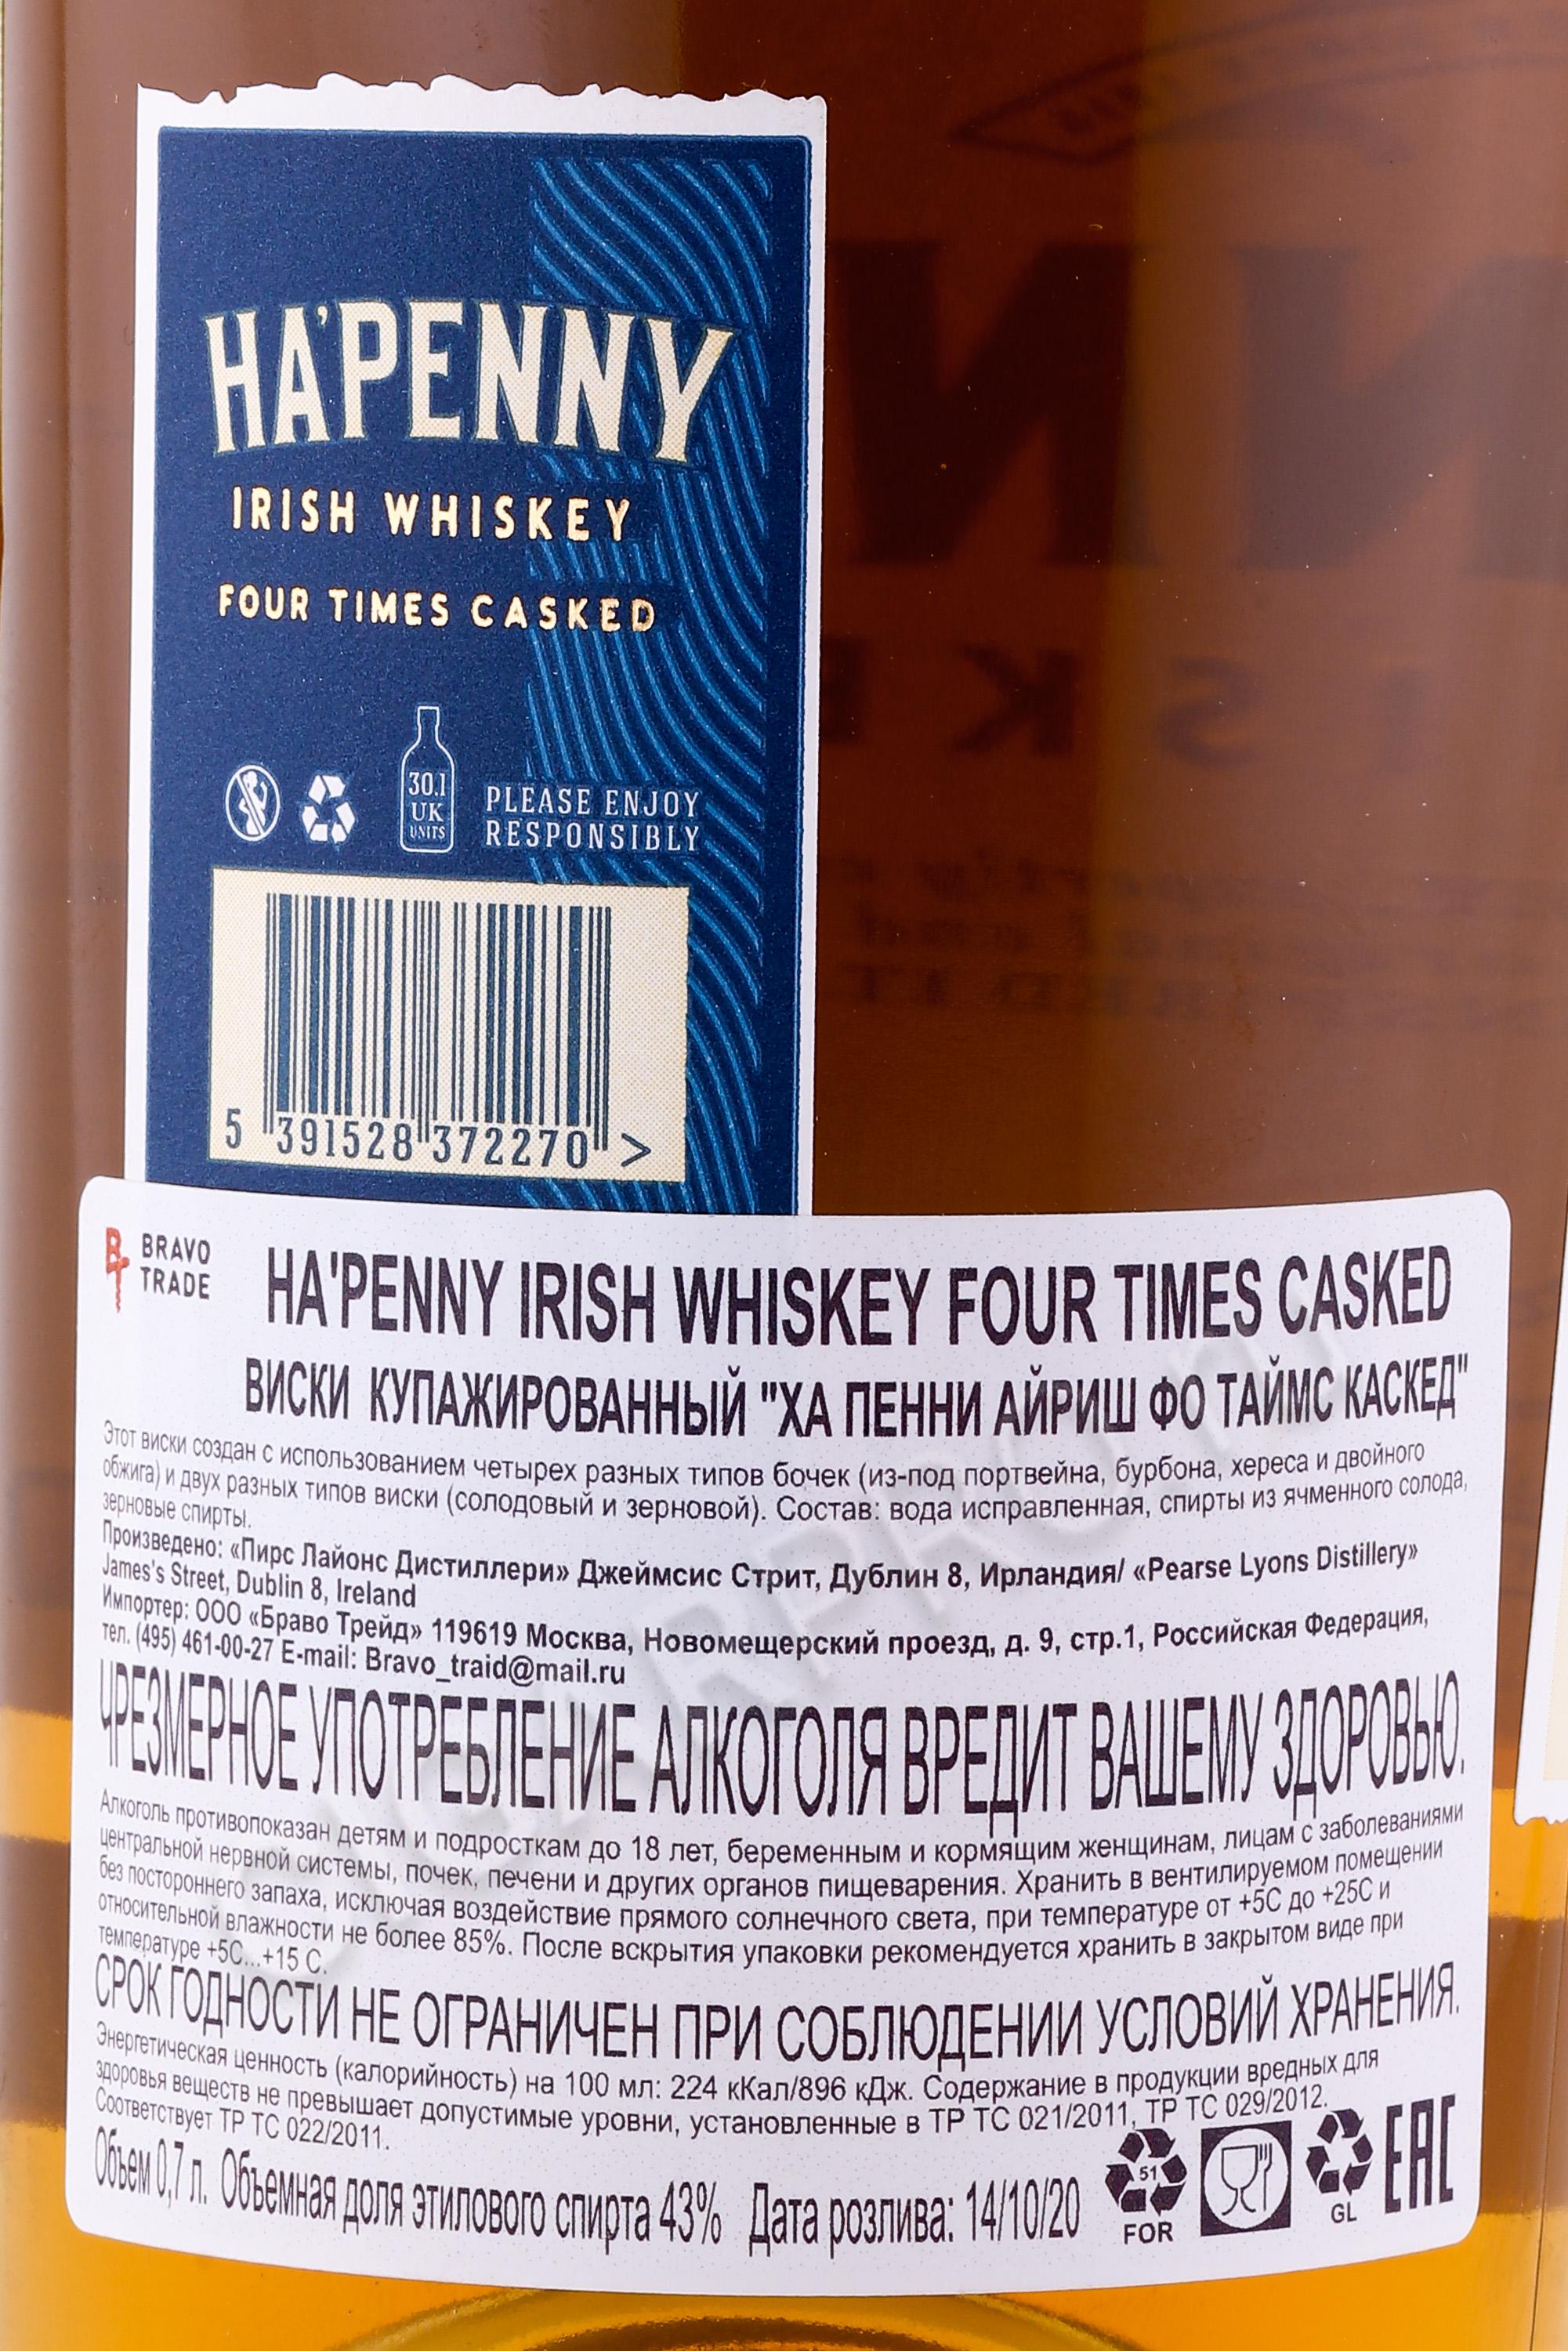 HA'PENNY
IRISH WHISKEY
FOUR TIMES CASKED
30.1
UK
UNITS
PLEASE ENJOY
RESPONSIBLY
5 391528 372270 >
BRAVO
TRADE
HA'PENNY IRISH WHISKEY FOUR TIMES CASKED
ВИСКИ КУПАЖИРОВАННЫЙ "ХА ПЕННИ АЙРИШ ФО ТАЙМС КАСКЕД"
Этот виски создан с использованием четырех разных типов бочек (из-под портвейна, бурбона, хереса и двойного
обжига) и двух разных типов виски (солодовый и зерновой). Состав: вода исправленная, спирты из ячменного солода,
зерновые спирты.
Произведено: «Пирс Лайонс Дистиллери» Джеймсис Стрит, Дублин 8, Ирландия/ «Pearse Lyons Distillery»
James's Street, Dublin 8, Ireland
Импортер: ООО «Браво Трейд» 119619 Москва, Новомещерский проезд, д. 9, стр.1, Российская Федерация,
тел. (495) 461-00-27 E-mail: Bravo_traid@mail.ru
ЧРЕЗМЕРНОЕ УПОТРЕБЛЕНИЕ АЛКОГОЛЯ ВРЕДИТ ВАШЕМУ ЗДОРОВЬЮ.
Алкоголь противопоказан детям и подросткам до 18 лет, беременным и кормящим женщинам, лицам с заболеваниями
центральной нервной системы, почек, печени и других органов пищеварения. Хранить в вентилируемом помещении
без постороннего запаха, исключая воздействие прямого солнечного света, при температуре от +5С до +25С и
относительной влажности не более 85%. После вскрытия упаковки рекомендуется хранить в закрытом виде при
температуре +5С...+15 С.
СРОК ГОДНОСТИ НЕ ОГРАНИЧЕН ПРИ СОБЛЮДЕНИИ УСЛОВИЙ ХРАНЕНИЯ.
Энергетическая ценность (калорийность) на 100 мл: 224 кКал/896 кДж. Содержание в продукции вредных для
здоровья веществ не превышает допустимые уровни, установленные в ТР ТС 021/2011, ТР ТС 029/2012.
Соответствует ТР ТС 022/2011.
Объем 0,7 л. Объемная доля этилового спирта 43% Дата розлива: 14/10/20
51
FOR
GL
EAC